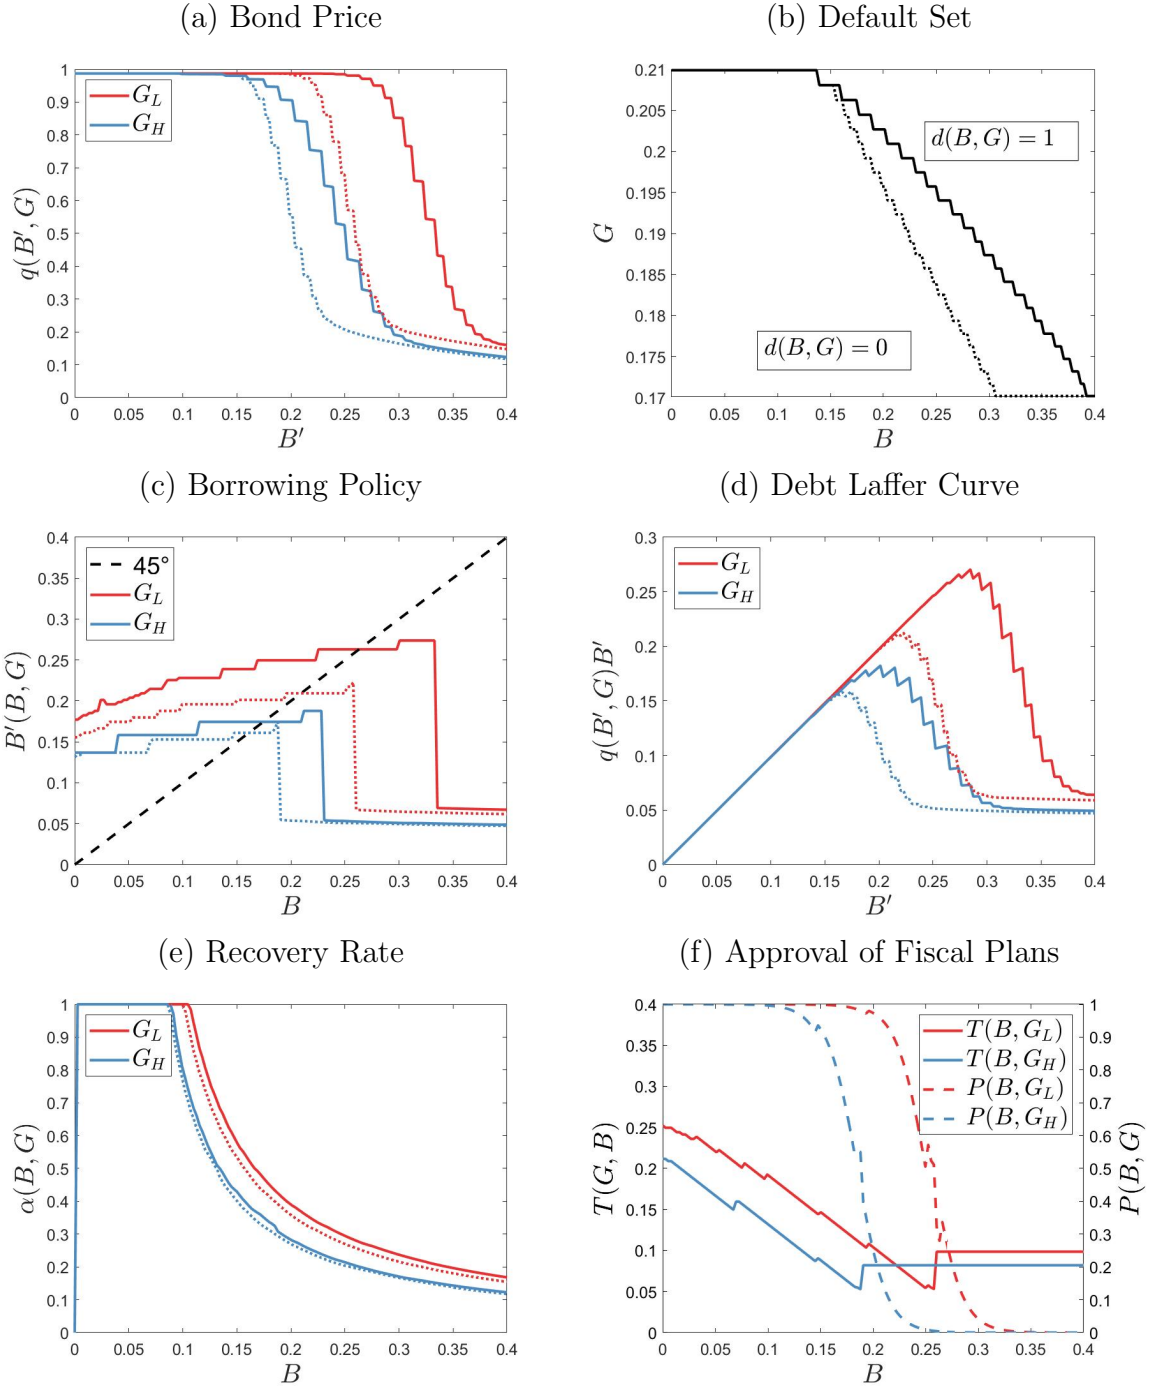 (a) Bond Price
1
0.9
0.8
0.7
0.6
0.5
0.4
0.3
0.2
0.1
0
q(B′, G)
G_L
G_H
0 0.05 0.1 0.15 0.2 0.25 0.3 0.35 0.4
B′
(b) Default Set
0.21
0.205
0.2
0.195
0.19
0.185
0.18
0.175
0.17
G
d(B, G) = 1
d(B, G) = 0
0 0.05 0.1 0.15 0.2 0.25 0.3 0.35 0.4
B
(c) Borrowing Policy
0.4
0.35
0.3
0.25
0.2
0.15
0.1
0.05
0
B′(B, G)
45°
G_L
G_H
0 0.05 0.1 0.15 0.2 0.25 0.3 0.35 0.4
B
(d) Debt Laffer Curve
0.3
0.25
0.2
0.15
0.1
0.05
0
q(B′, G)B′
G_L
G_H
0 0.05 0.1 0.15 0.2 0.25 0.3 0.35 0.4
B′
(e) Recovery Rate
1
0.9
0.8
0.7
0.6
0.5
0.4
0.3
0.2
0.1
0
α(B, G)
G_L
G_H
0 0.05 0.1 0.15 0.2 0.25 0.3 0.35 0.4
B
(f) Approval of Fiscal Plans
0.4
0.35
0.3
0.25
0.2
0.15
0.1
0.05
0
T(G, B)
T(B, G_L)
T(B, G_H)
P(B, G_L)
P(B, G_H)
1
0.9
0.8
0.7
0.6
0.5
0.4
0.3
0.2
0.1
0
P(B, G)
0 0.05 0.1 0.15 0.2 0.25 0.3 0.35 0.4
B